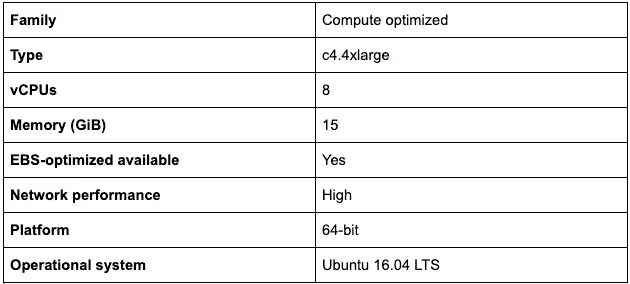 Family Compute optimized
Type c4.4xlarge
vCPUs 8
Memory (GiB) 15
EBS-optimized available Yes
Network performance High
Platform 64-bit
Operational system Ubuntu 16.04 LTS